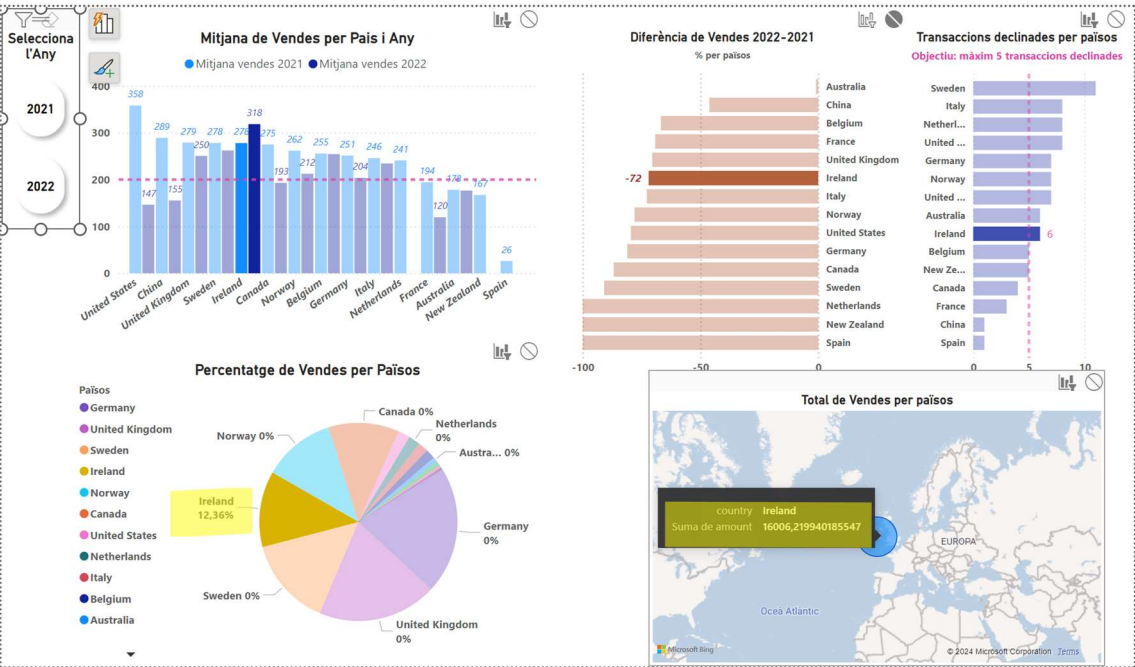 Selecciona
l'Any
2021
2022
Mitjana de Vendes per Pais i Any
Mitjana vendes 2021 Mitjana vendes 2022
400
300
200
100
0
358
147
289
155
279
250
278
278
318
275
193
262
212
255
251
204
246
241
194
120
178
167
26
United States
China
United Kingdom
Sweden
Ireland
Canada
Norway
Belgium
Germany
Italy
Netherlands
France
Australia
New Zealand
Spain
Diferència de Vendes 2022-2021
% per països
Australia
China
Belgium
France
United Kingdom
-72 Ireland
Italy
Norway
United States
Germany
Canada
Sweden
Netherlands
New Zealand
Spain
-100 -50 0
Transaccions declinades per països
Objectiu: màxim 5 transaccions declinades
Sweden
Italy
Netherl...
United ...
Germany
Norway
United ...
Australia
Ireland 6
Belgium
New Ze...
Canada
France
China
Spain
0 5 10
Percentatge de Vendes per Països
Països
Germany
United Kingdom
Sweden
Ireland
Norway
Canada
United States
Netherlands
Italy
Belgium
Australia
Canada 0%
Netherlands
0%
Austra... 0%
Germany
0%
United Kingdom
0%
Sweden 0%
Ireland
12,36%
Norway 0%
Total de Vendes per països
country Ireland
Suma de amount 16006,219940185547
EUROPA
Oceà Atlàntic
Microsoft Bing
© 2024 Microsoft Corporation Terms